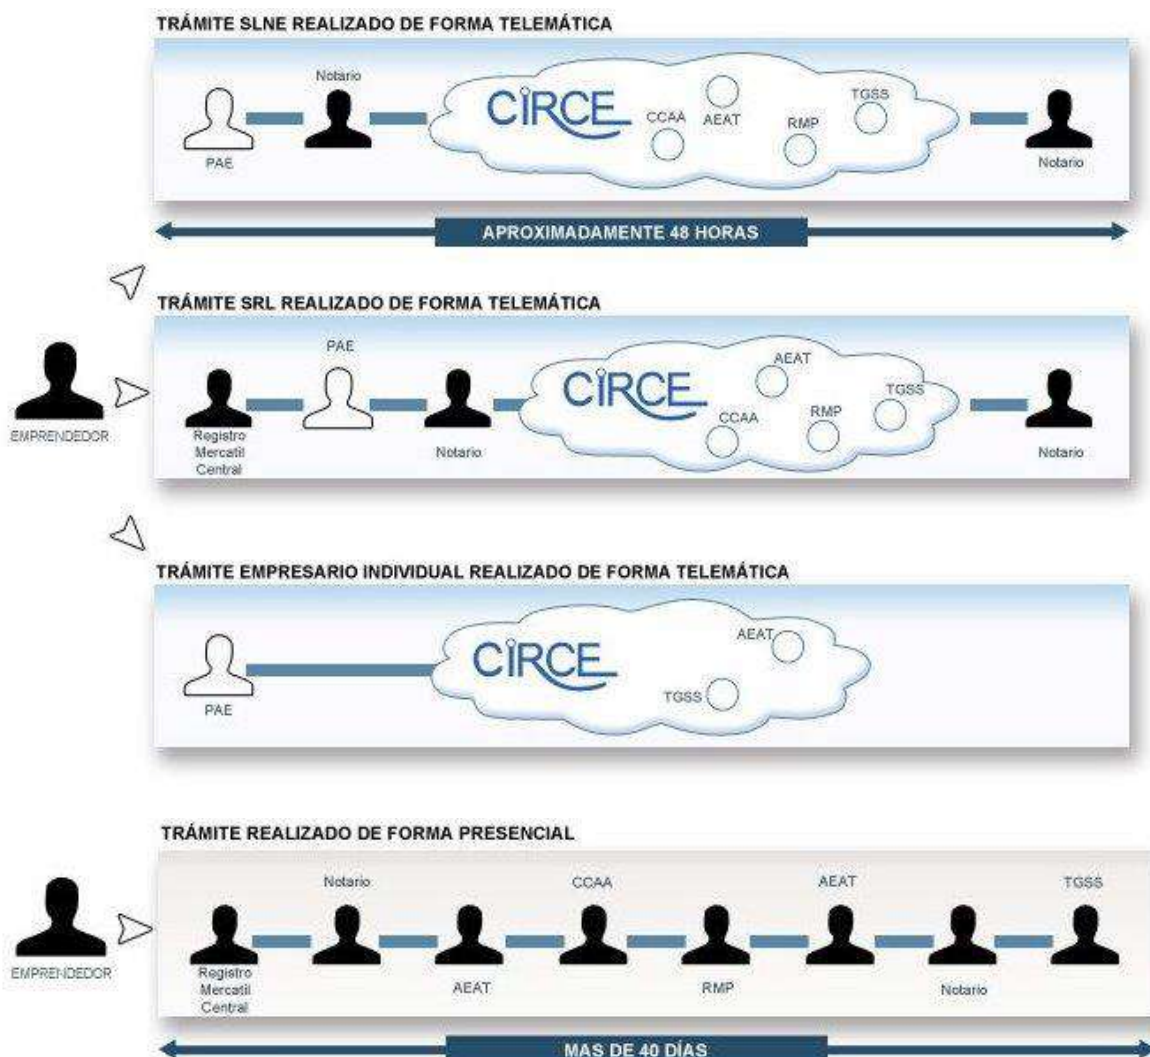 TRÁMITE SLNE REALIZADO DE FORMA TELEMÁTICA
Notario
PAE
CIRCE
CCAA
AEAT
RMP
TGSS
Notario
APROXIMADAMENTE 48 HORAS
TRÁMITE SRL REALIZADO DE FORMA TELEMÁTICA
EMPRENDEDOR
Registro
Mercatil
Central
PAE
Notario
CIRCE
AEAT
CCAA
RMP
TGSS
Notario
TRÁMITE EMPRESARIO INDIVIDUAL REALIZADO DE FORMA TELEMÁTICA
PAE
CIRCE
AEAT
TGSS
TRÁMITE REALIZADO DE FORMA PRESENCIAL
EMPRENDEDOR
Registro
Mercatil
Central
Notario
AEAT
CCAA
RMP
AEAT
Notario
TGSS
MAS DE 40 DÍAS